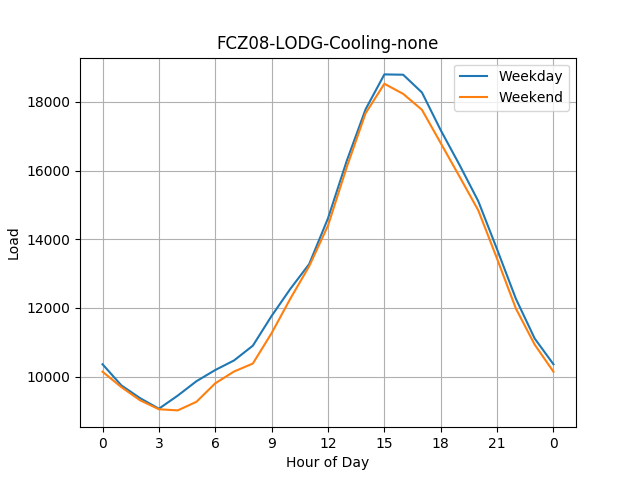 FCZ08-LODG-Cooling-none
Weekday
Weekend
Load
18000
16000
14000
12000
10000
0 3 6 9 12 15 18 21 0
Hour of Day